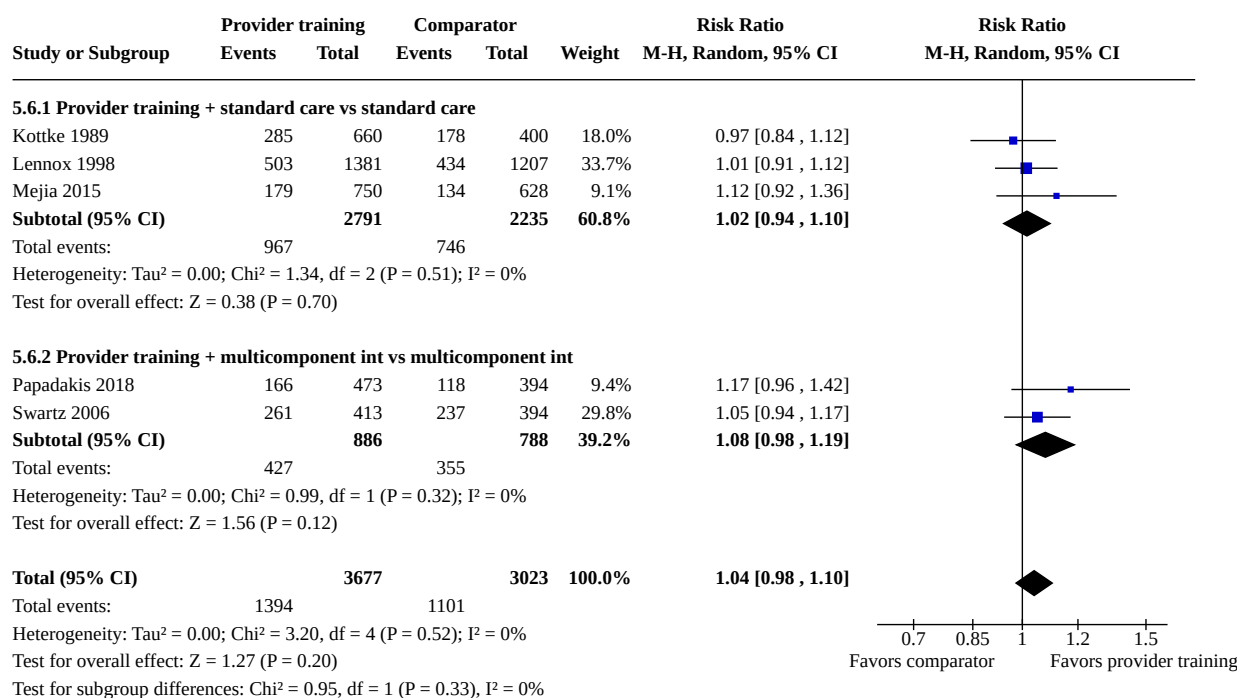 Provider training Comparator Risk Ratio Risk Ratio
Study or Subgroup Events Total Events Total Weight M-H, Random, 95% CI M-H, Random, 95% CI
5.6.1 Provider training + standard care vs standard care
Kottke 1989 285 660 178 400 18.0% 0.97 [0.84 , 1.12]
Lennox 1998 503 1381 434 1207 33.7% 1.01 [0.91 , 1.12]
Mejia 2015 179 750 134 628 9.1% 1.12 [0.92 , 1.36]
Subtotal (95% CI) 2791 2235 60.8% 1.02 [0.94 , 1.10]
Total events: 967 746
Heterogeneity: Tau² = 0.00; Chi² = 1.34, df = 2 (P = 0.51); I² = 0%
Test for overall effect: Z = 0.38 (P = 0.70)
5.6.2 Provider training + multicomponent int vs multicomponent int
Papadakis 2018 166 473 118 394 9.4% 1.17 [0.96 , 1.42]
Swartz 2006 261 413 237 394 29.8% 1.05 [0.94 , 1.17]
Subtotal (95% CI) 886 788 39.2% 1.08 [0.98 , 1.19]
Total events: 427 355
Heterogeneity: Tau² = 0.00; Chi² = 0.99, df = 1 (P = 0.32); I² = 0%
Test for overall effect: Z = 1.56 (P = 0.12)
Total (95% CI) 3677 3023 100.0% 1.04 [0.98 , 1.10]
Total events: 1394 1101
Heterogeneity: Tau² = 0.00; Chi² = 3.20, df = 4 (P = 0.52); I² = 0%
Test for overall effect: Z = 1.27 (P = 0.20)
Test for subgroup differences: Chi² = 0.95, df = 1 (P = 0.33), I² = 0%
0.7 0.85 1 1.2 1.5
Favors comparator Favors provider training